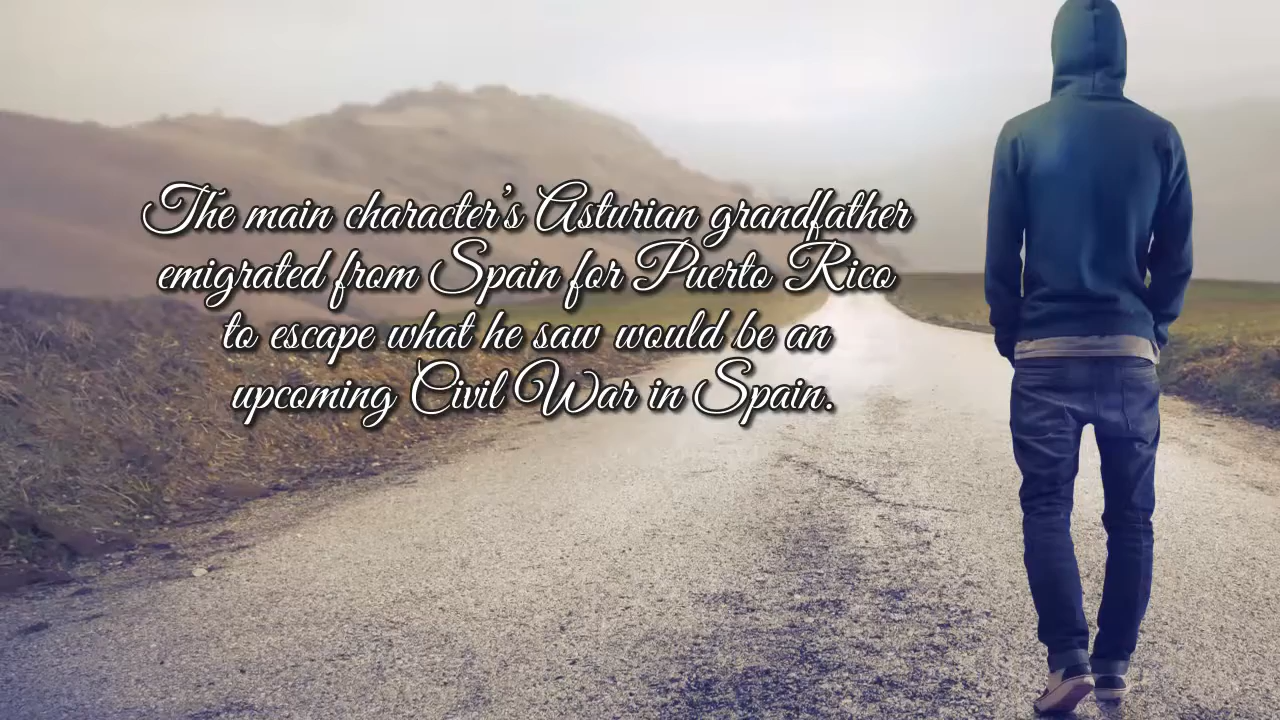 The main character's Asturian grandfather
emigrated from Spain for Puerto Rico
to escape what he saw would be an
upcoming Civil War in Spain.